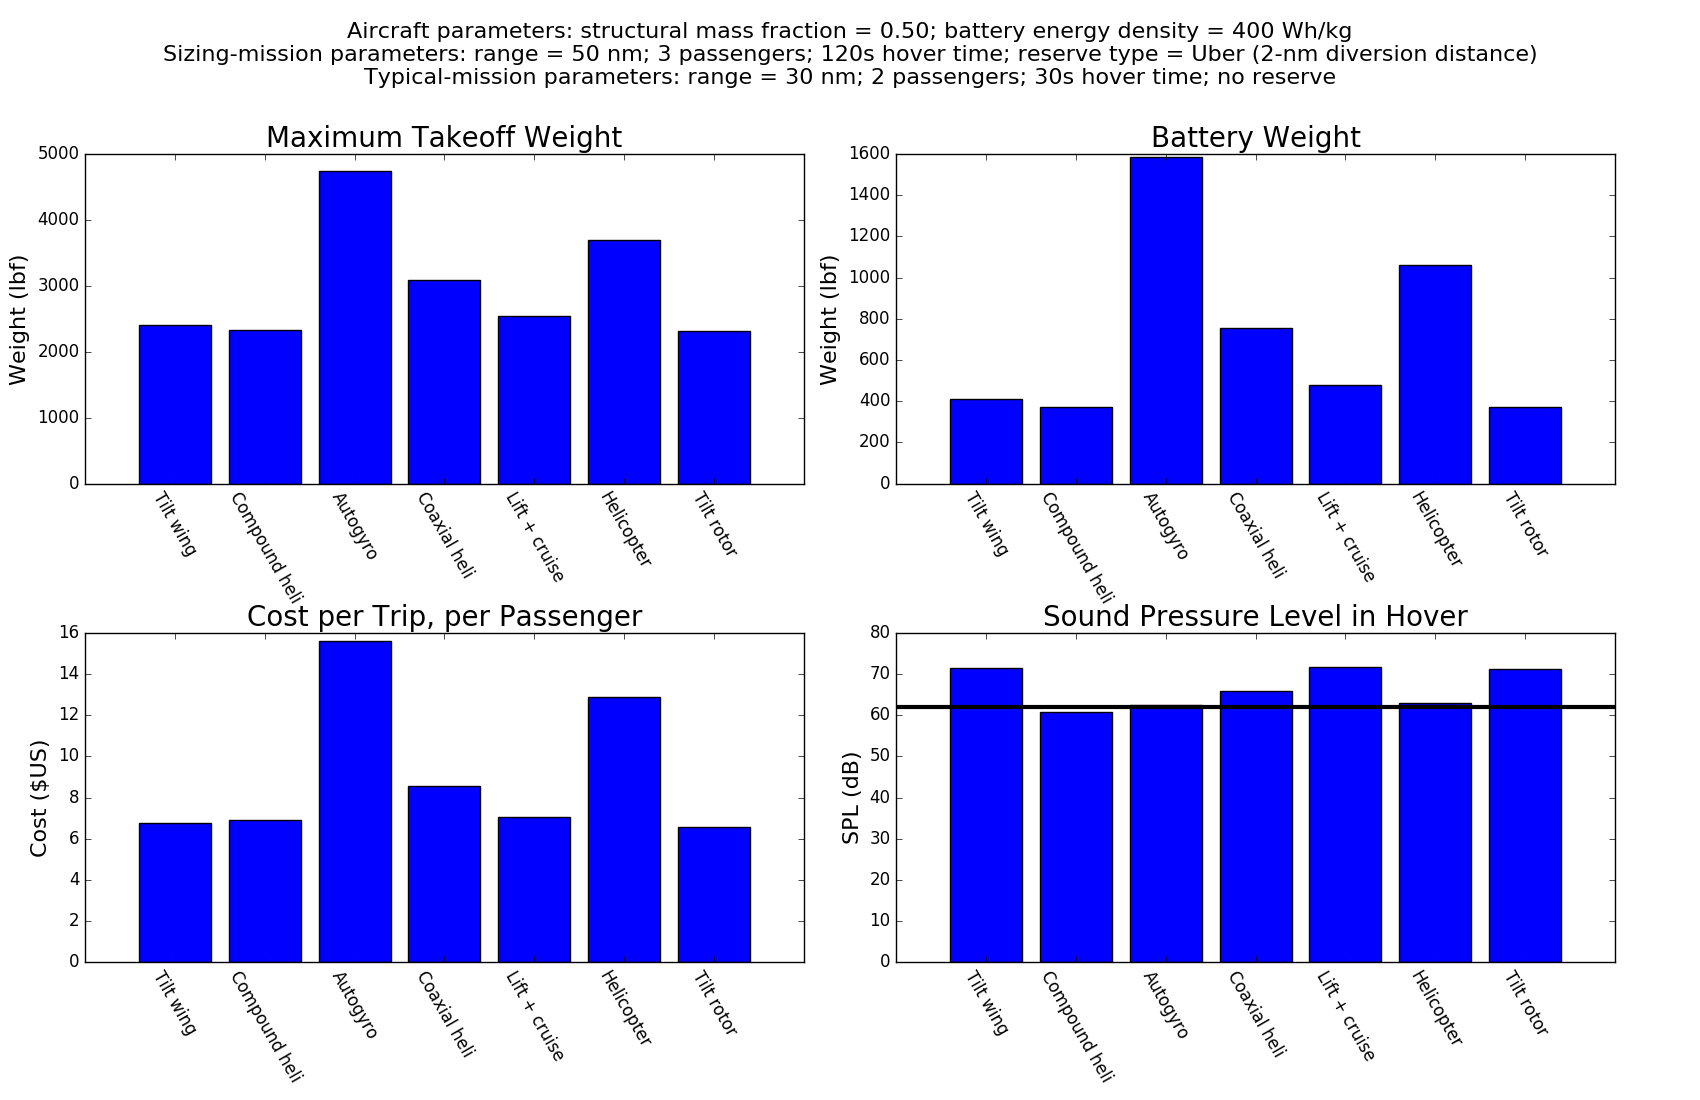 Aircraft parameters: structural mass fraction = 0.50; battery energy density = 400 Wh/kg
Sizing-mission parameters: range = 50 nm; 3 passengers; 120s hover time; reserve type = Uber (2-nm diversion distance)
Typical-mission parameters: range = 30 nm; 2 passengers; 30s hover time; no reserve
Maximum Takeoff Weight
Weight (lbf)
5000
4000
3000
2000
1000
0
Tilt wing
Compound heli
Autogyro
Coaxial heli
Lift + cruise
Helicopter
Tilt rotor
Battery Weight
Weight (lbf)
1600
1400
1200
1000
800
600
400
200
0
Tilt wing
Compound heli
Autogyro
Coaxial heli
Lift + cruise
Helicopter
Tilt rotor
Cost per Trip, per Passenger
Cost ($US)
16
14
12
10
8
6
4
2
0
Tilt wing
Compound heli
Autogyro
Coaxial heli
Lift + cruise
Helicopter
Tilt rotor
Sound Pressure Level in Hover
SPL (dB)
80
70
60
50
40
30
20
10
0
Tilt wing
Compound heli
Autogyro
Coaxial heli
Lift + cruise
Helicopter
Tilt rotor